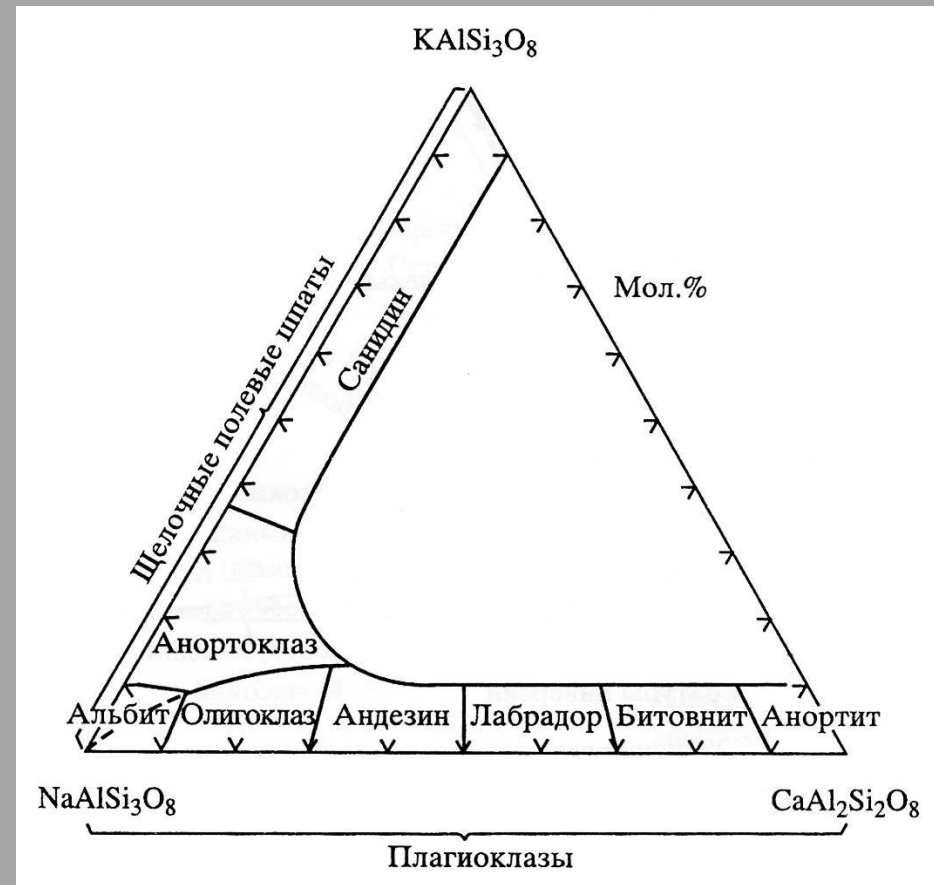 KAlSi₃O₈
Мол.%
Щелочные полевые шпаты
Санидин
Анортоклаз
Альбит Олигоклаз Андезин Лабрадор Битовнит Анортит
NaAlSi₃O₈
CaAl₂Si₂O₈
Плагиоклазы